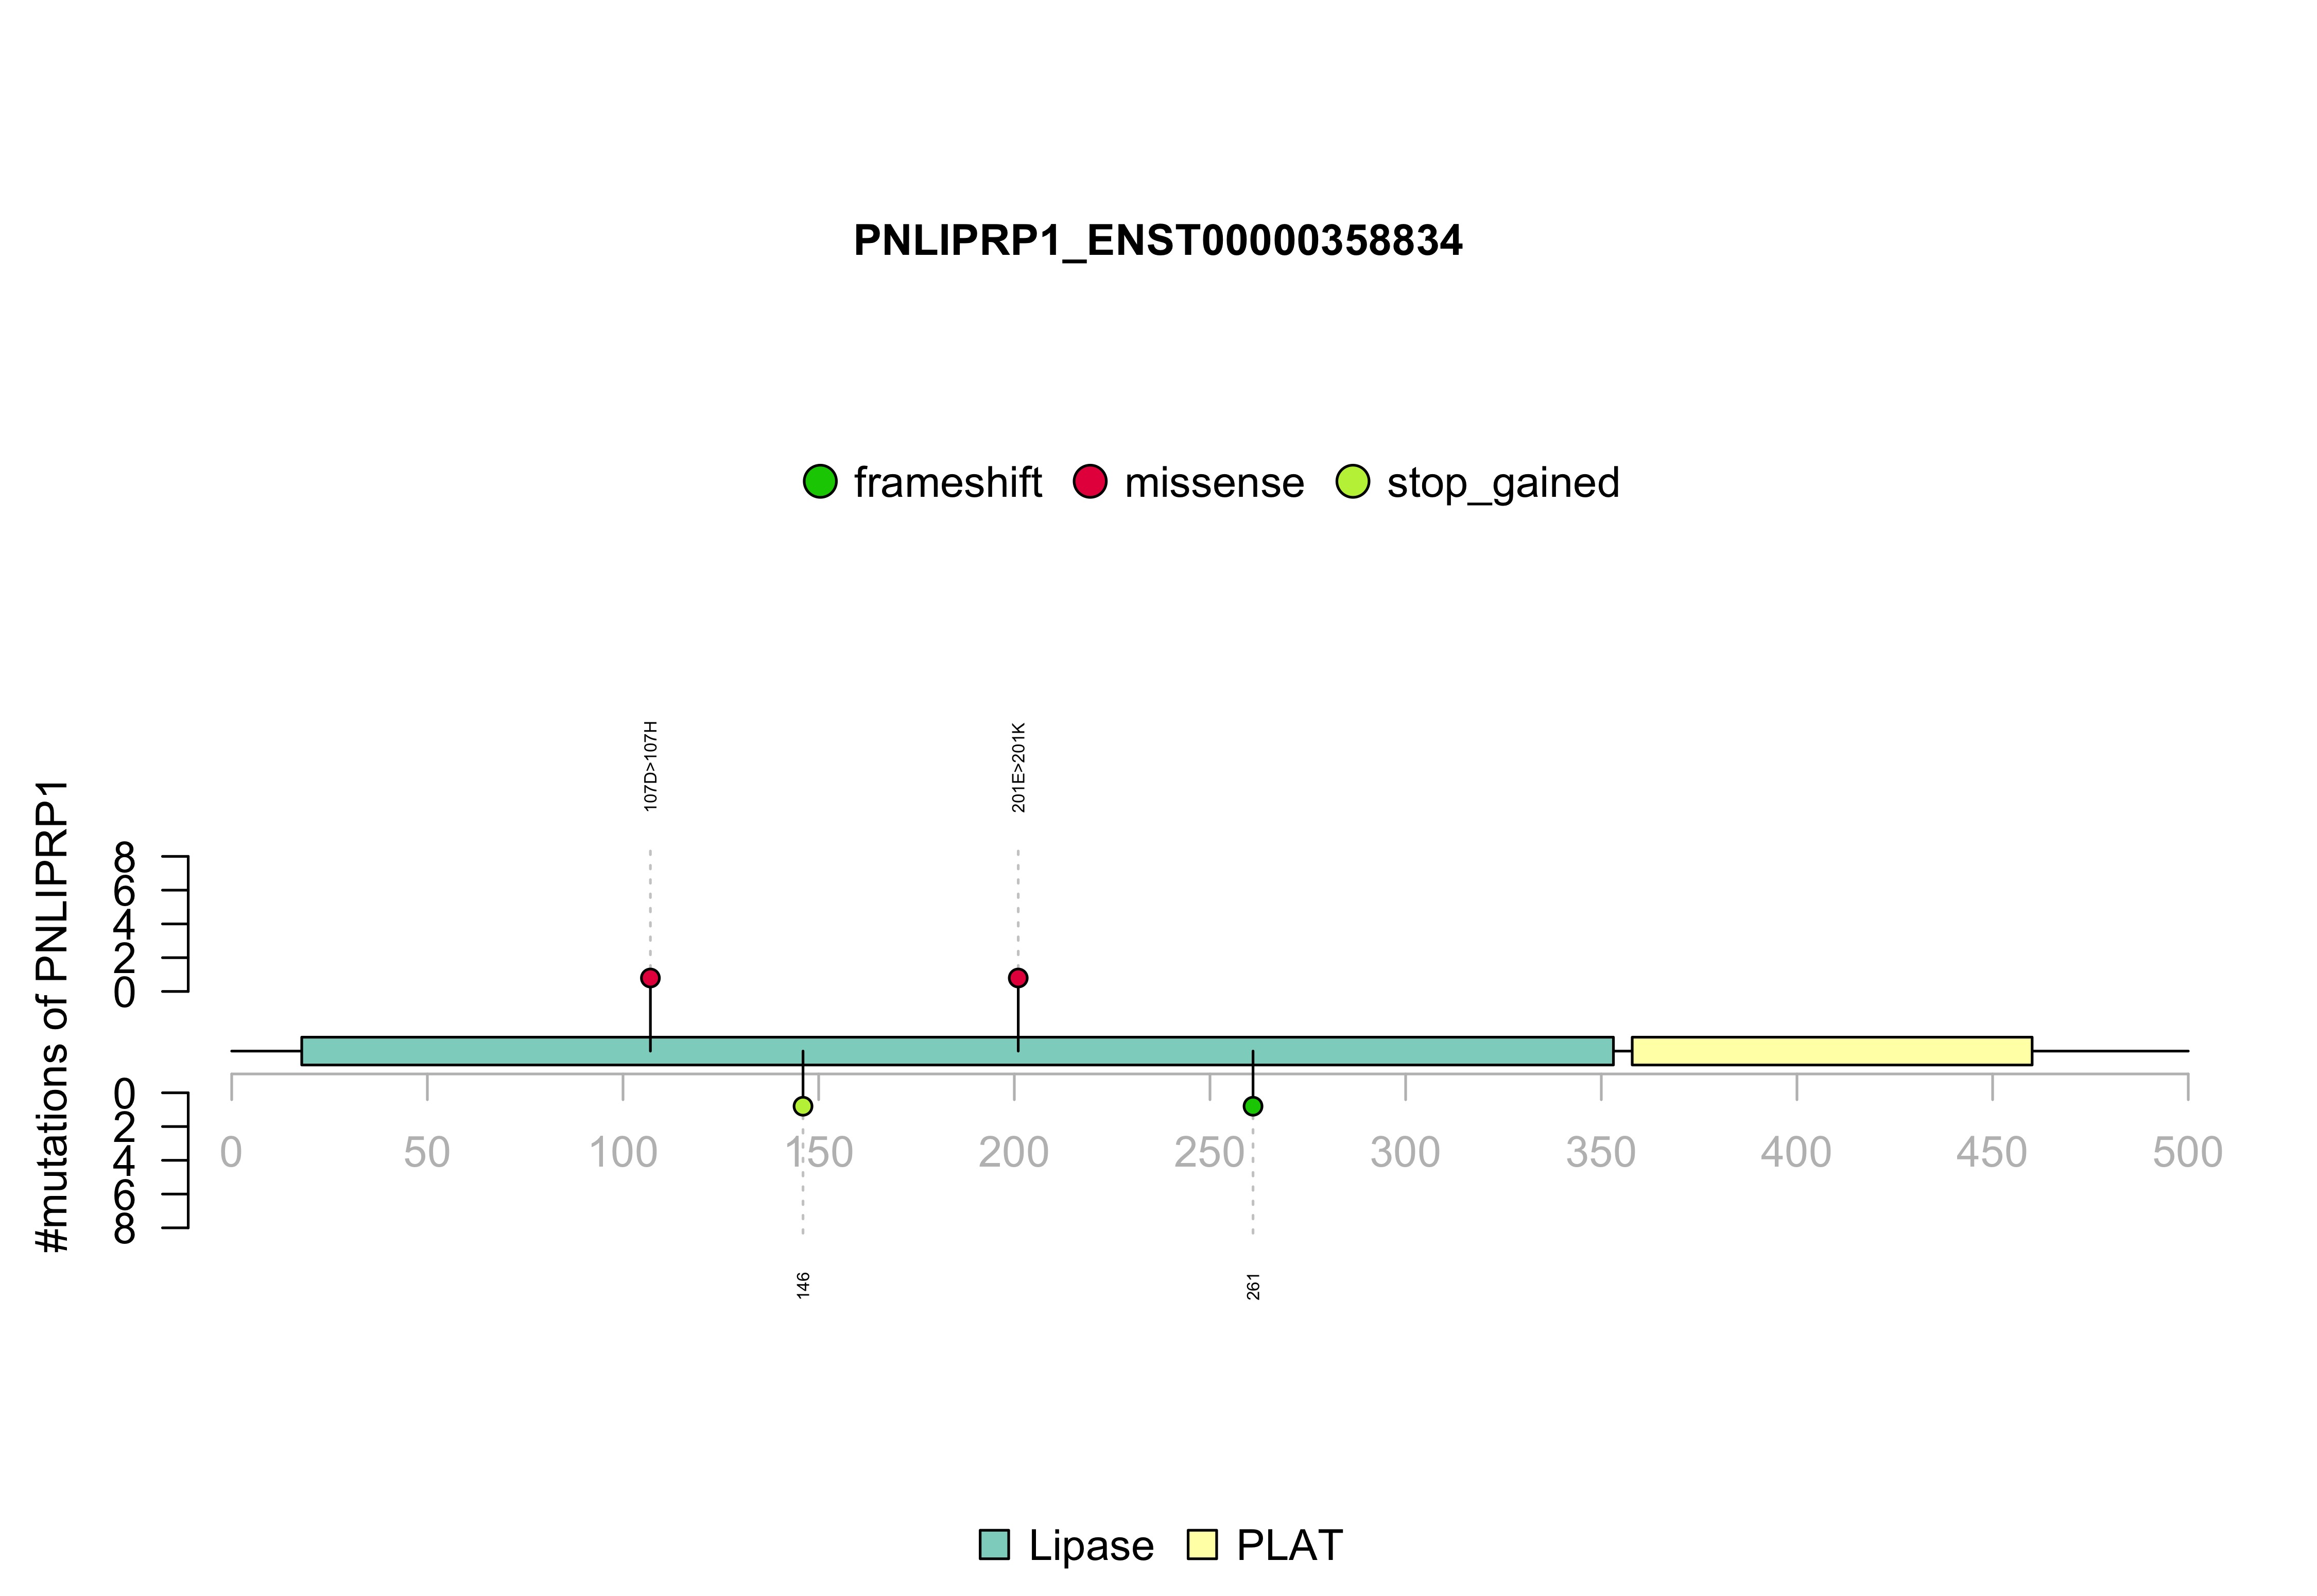 PNLIPRP1_ENST00000358834
frameshift missense stop_gained
107D>107H
201E>201K
#mutations of PNLIPRP1
8
6
4
2
0
0
2
4
6
8
0 50 100 150 200 250 300 350 400 450 500
146
261
Lipase PLAT